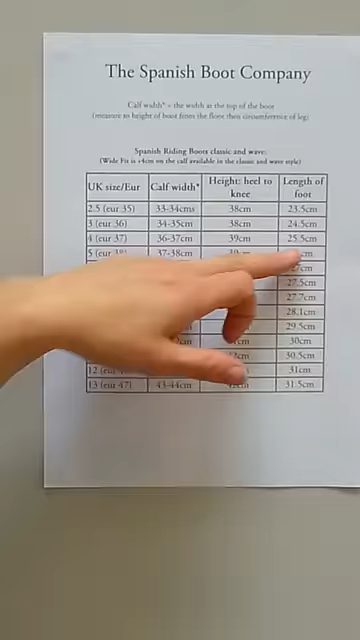 The Spanish Boot Company
Calf width* = the width at the top of the boot
(measure to height of boot from the floor then circumference of leg)
Spanish Riding Boots classic and wave:
(Wide Fit is +4cm on the calf available in the classic and wave style)
UK size/Eur Calf width* Height: heel to knee Length of foot
2.5 (eur 35) 33-34cms 38cm 23.5cm
3 (eur 36) 34-35cm 38cm 24.5cm
4 (eur 37) 36-37cm 39cm 25.5cm
5 (eur 38) 37-38cm
27cm
27.5cm
27.7cm
28.1cm
29.5cm
30cm
30.5cm
12 31cm
13 (eur 47) 43-44cm 31.5cm